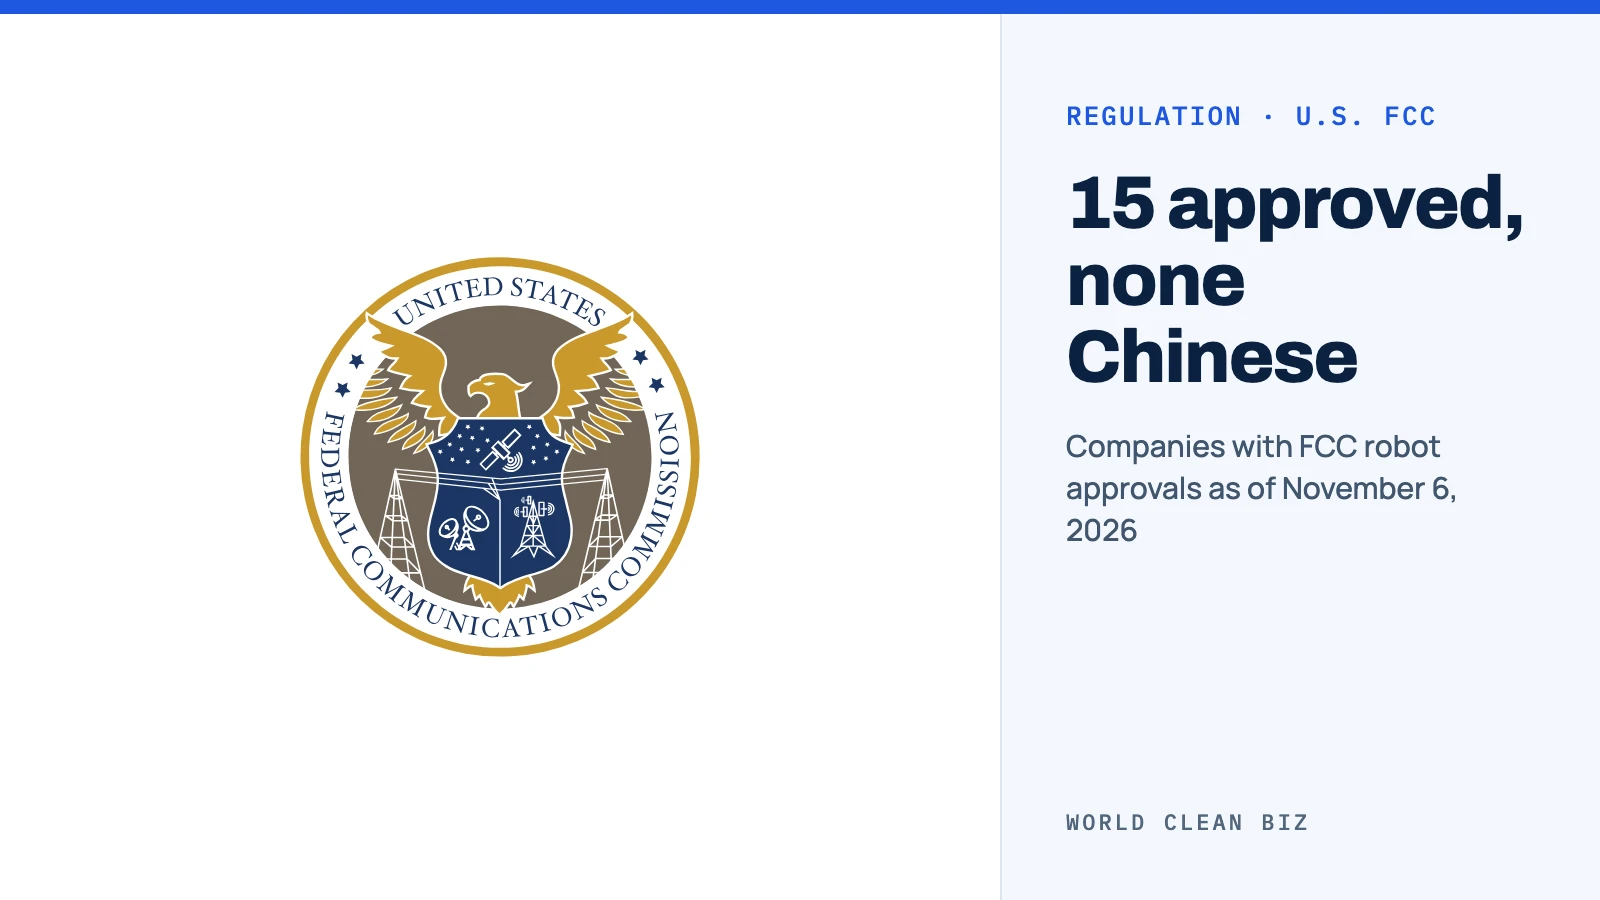 UNITED STATES
FEDERAL COMMUNICATIONS COMMISSION
REGULATION · U.S. FCC
15 approved,
none
Chinese
Companies with FCC robot
approvals as of November 6,
2026
WORLD CLEAN BIZ